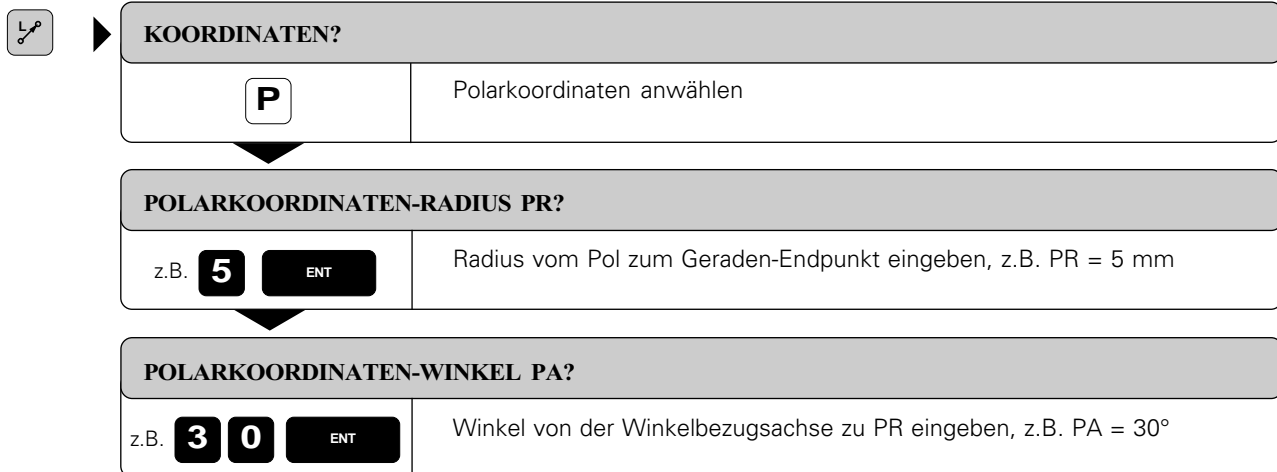 L
KOORDINATEN?
P
Polarkoordinaten anwählen
POLARKOORDINATEN-RADIUS PR?
z.B. 5 ENT
Radius vom Pol zum Geraden-Endpunkt eingeben, z.B. PR = 5 mm
POLARKOORDINATEN-WINKEL PA?
z.B. 3 0 ENT
Winkel von der Winkelbezugsachse zu PR eingeben, z.B. PA = 30°